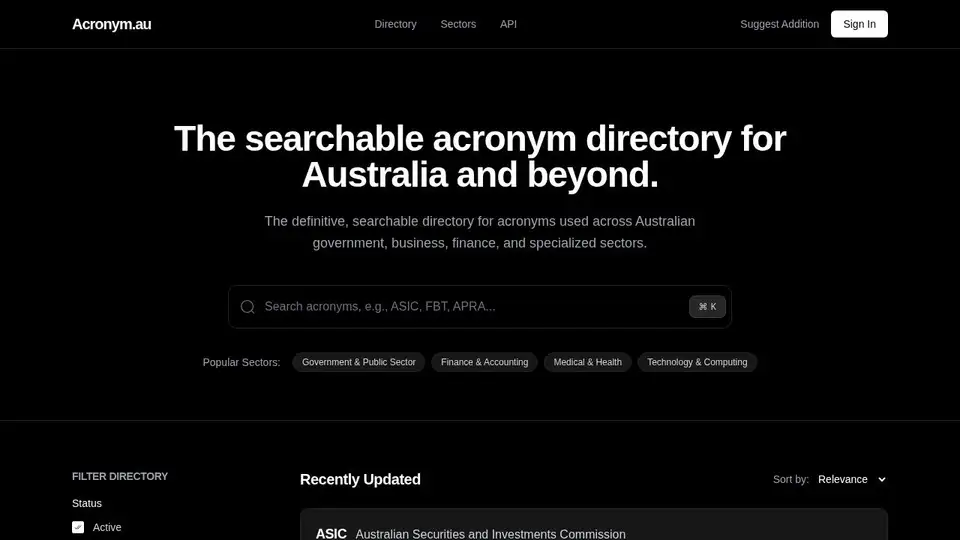 Acronym.au
Directory
Sectors
API
Suggest Addition
Sign In
The searchable acronym directory for
Australia and beyond.
The definitive, searchable directory for acronyms used across Australian
government, business, finance, and specialized sectors.
Search acronyms, e.g., ASIC, FBT, APRA...
⌘ K
Popular Sectors:
Government & Public Sector
Finance & Accounting
Medical & Health
Technology & Computing
FILTER DIRECTORY
Status
Active
Recently Updated
Sort by:
Relevance
ASIC Australian Securities and Investments Commission